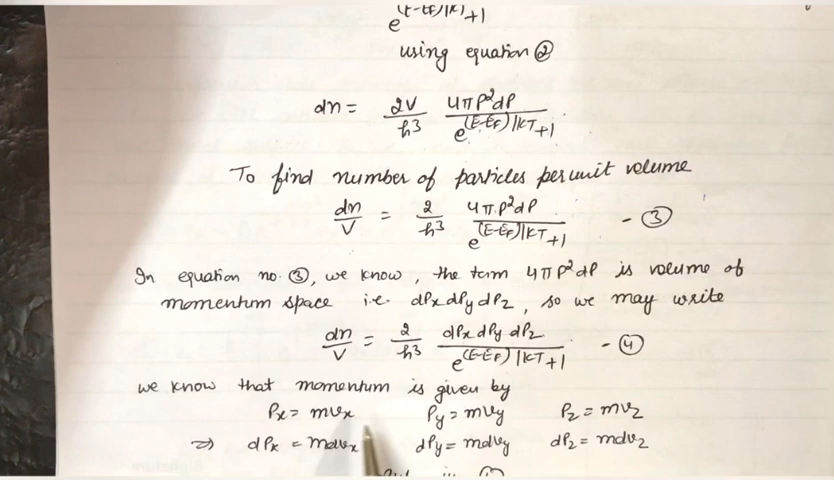 e^(E-EF)/KT +1
using equation ②
dn = 2V/h³ 4πP²dP/e^(E-EF)/KT +1
To find number of particles per unit volume
dn/V = 2/h³ 4πP²dP/e^(E-EF)/KT +1 - ③
In equation no. ③, we know, the term 4πP²dP is volume of
momentum space i.e. dPx dPy dPz, so we may write
dn/V = 2/h³ dPx dPy dPz/e^(E-EF)/KT +1 - ④
we know that momentum is given by
Px = mvx Py = mvy Pz = mvz
⇒ dPx = mdvx dPy = mdvy dPz = mdvz